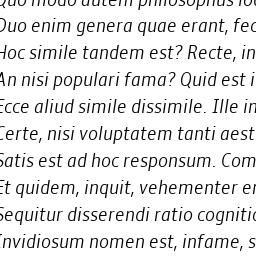 Quo modo autem philosophus loc
Duo enim genera quae erant, fec
Hoc simile tandem est? Recte, in
An nisi populari fama? Quid est i
Ecce aliud simile dissimile. Ille in
Certe, nisi voluptatem tanti aest
Satis est ad hoc responsum. Com
Et quidem, inquit, vehementer er
Sequitur disserendi ratio cognitio
Invidiosum nomen est, infame, s